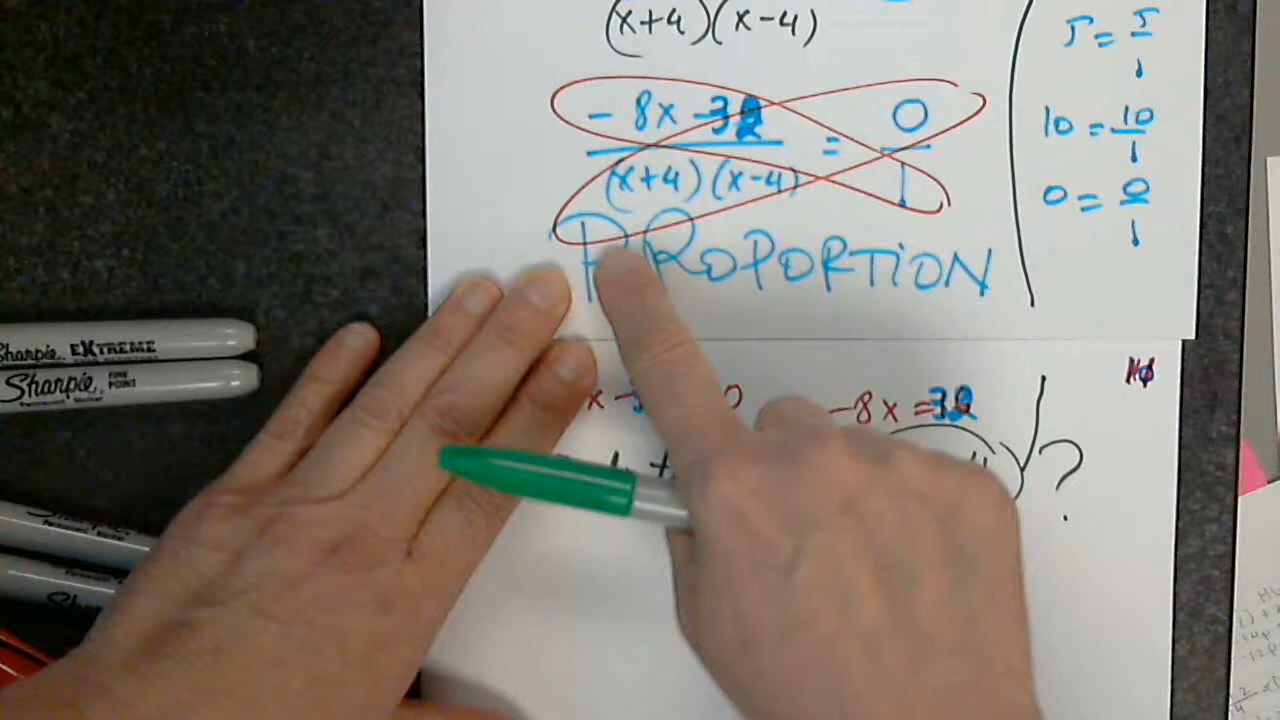 (x+4)(x-4)
5 = 5/1
- 8x - 32 / (x+4)(x-4) = 0/1
10 = 10/1
0 = 0/1
PROPORTION
Sharpie EXTREME
Sharpie FINE POINT
-8x = 32
?